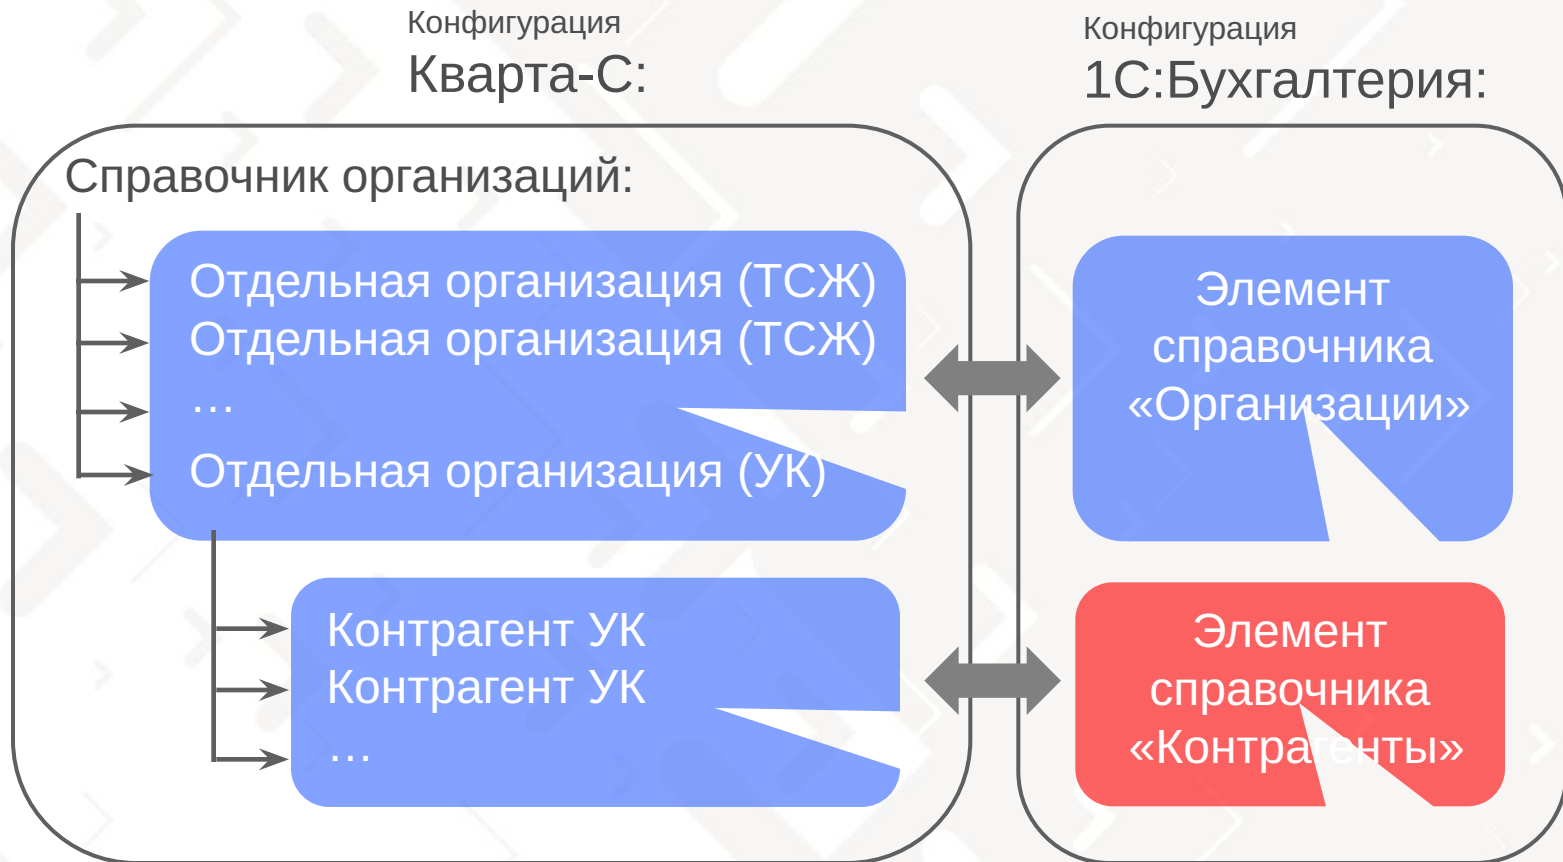 Конфигурация
Кварта-С:
Справочник организаций:
Отдельная организация (ТСЖ)
Отдельная организация (ТСЖ)
…
Отдельная организация (УК)
Контрагент УК
Контрагент УК
…
Конфигурация
1С:Бухгалтерия:
Элемент
справочника
«Организации»
Элемент
справочника
«Контрагенты»